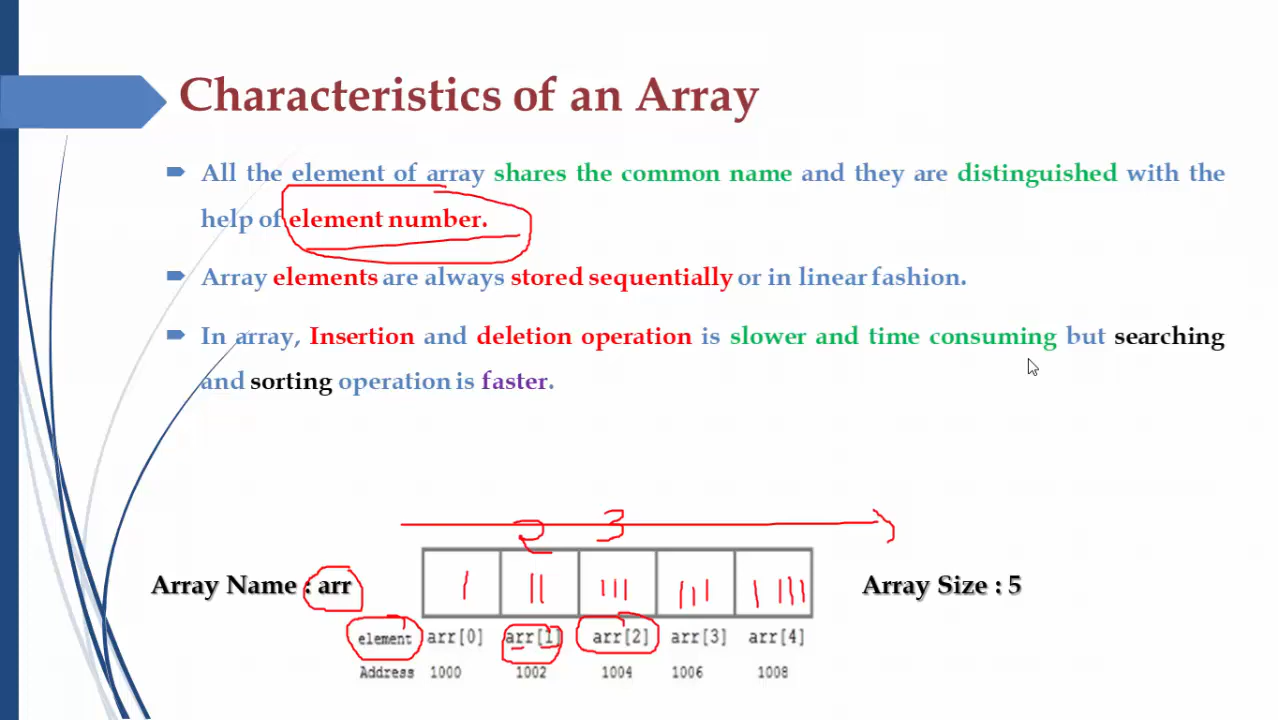 Characteristics of an Array
All the element of array shares the common name and they are distinguished with the
help of element number.
Array elements are always stored sequentially or in linear fashion.
In array, Insertion and deletion operation is slower and time consuming but searching
and sorting operation is faster.
2 3
Array Name : arr
Array Size : 5
element arr[0] arr[1] arr[2] arr[3] arr[4]
Address 1000 1002 1004 1006 1008